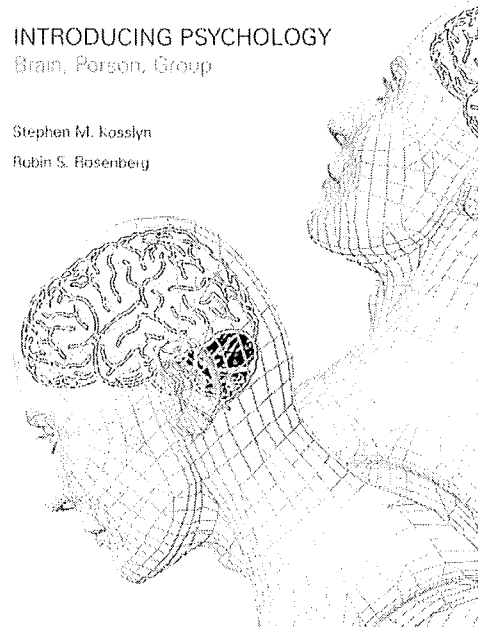 INTRODUCING PSYCHOLOGY
Brain, Person, Group
Stephen M. Kosslyn
Robin S. Rosenberg